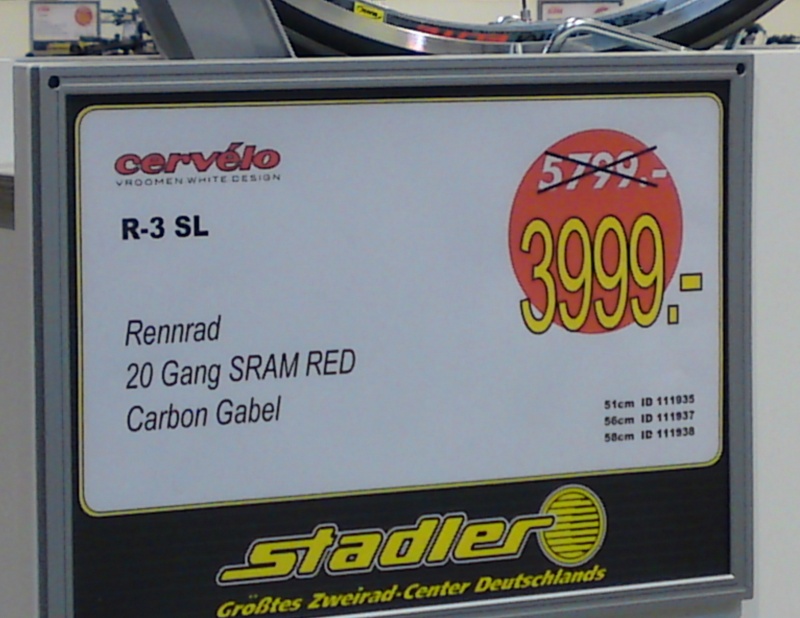 cervélo
VROOMEN.WHITE.DESIGN
R-3 SL
5799.-
3999.-
Rennrad
20 Gang SRAM RED
Carbon Gabel
51cm ID 111935
56cm ID 111937
58cm ID 111938
stadler
Größtes Zweirad-Center Deutschlands